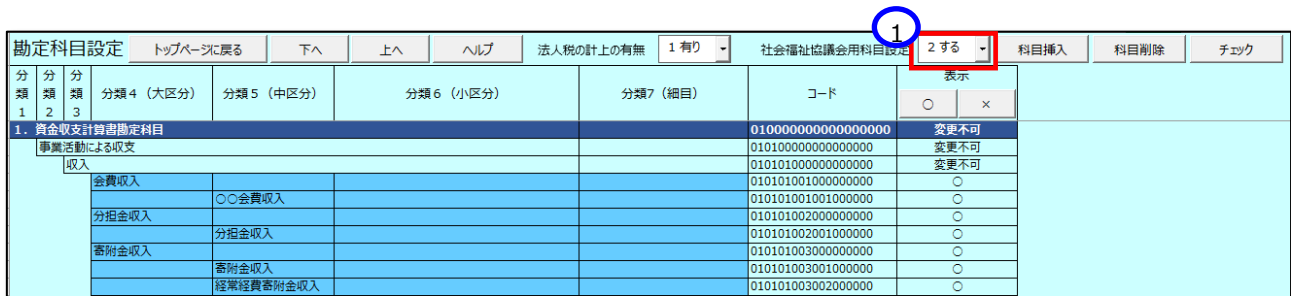 1
勘定科目設定 トップページに戻る 下へ 上へ ヘルプ 法人税の計上の有無 1 有り 社会福祉協議会用科目設定 2 する 科目挿入 科目削除 チェック
分類1 分類2 分類3 分類4（大区分） 分類5（中区分） 分類6（小区分） 分類7（細目） コード 表示
○ ×
1. 資金収支計算書勘定科目 010000000000000000 変更不可
事業活動による収支 010100000000000000 変更不可
収入 010101000000000000 変更不可
会費収入 010101001000000000 ○
○○会費収入 010101001001000000 ○
分担金収入 010101002000000000 ○
分担金収入 010101002001000000 ○
寄附金収入 010101003000000000 ○
寄附金収入 010101003001000000 ○
経常経費寄附金収入 010101003002000000 ○